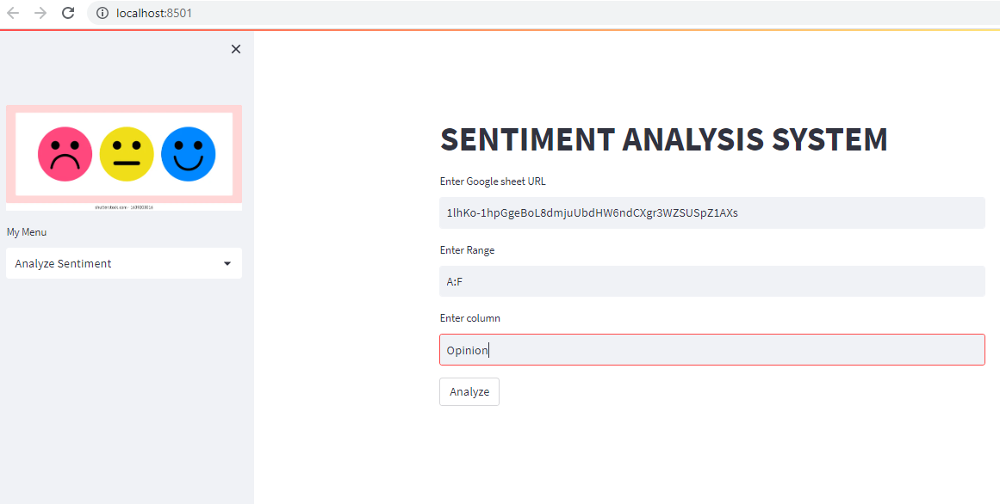 localhost:8501
My Menu
Analyze Sentiment
SENTIMENT ANALYSIS SYSTEM
Enter Google sheet URL
1lhKo-1hpGgeBoL8dmjuUbdHW6ndCXgr3WZSUSpZ1AXs
Enter Range
A:F
Enter column
Opinion
Analyze